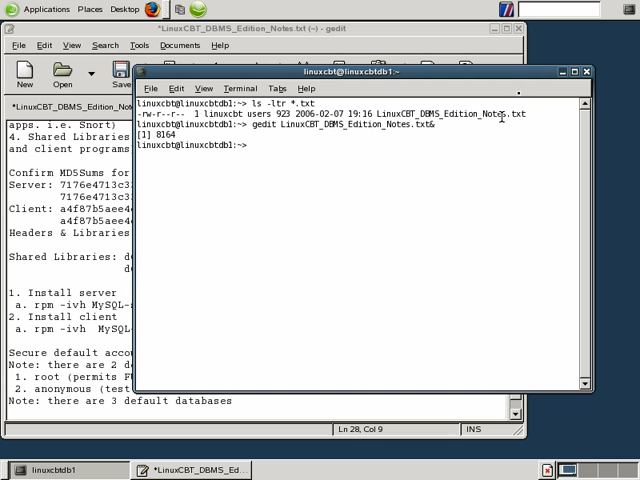 Applications Places Desktop
*LinuxCBT_DBMS_Edition_Notes.txt (~) - gedit
File Edit View Search Tools Documents Help
New Open Save
*LinuxCBT_DBMS_Edition_No
apps. i.e. Snort)
4. Shared Libraries
and client programs
Confirm MD5Sums for
Server: 7176e4713c3
7176e4713c3
Client: a4f87b5aee4
a4f87b5aee4
Headers & Libraries
Shared Libraries: d
d
1. Install server
a. rpm -ivh MySQL-
2. Install client
a. rpm -ivh MySQL
Secure default acco
Note: there are 2 d
1. root (permits F
2. anonymous (test
Note: there are 3 default databases
Ln 28, Col 9 INS
linuxcbt@linuxcbtdb1:~
File Edit View Terminal Tabs Help
linuxcbt@linuxcbtdb1:~> ls -ltr *.txt
-rw-r--r-- 1 linuxcbt users 923 2006-02-07 19:16 LinuxCBT_DBMS_Edition_Notes.txt
linuxcbt@linuxcbtdb1:~> gedit LinuxCBT_DBMS_Edition_Notes.txt&
[1] 8164
linuxcbt@linuxcbtdb1:~>
linuxcbtdb1
*LinuxCBT_DBMS_Ed...